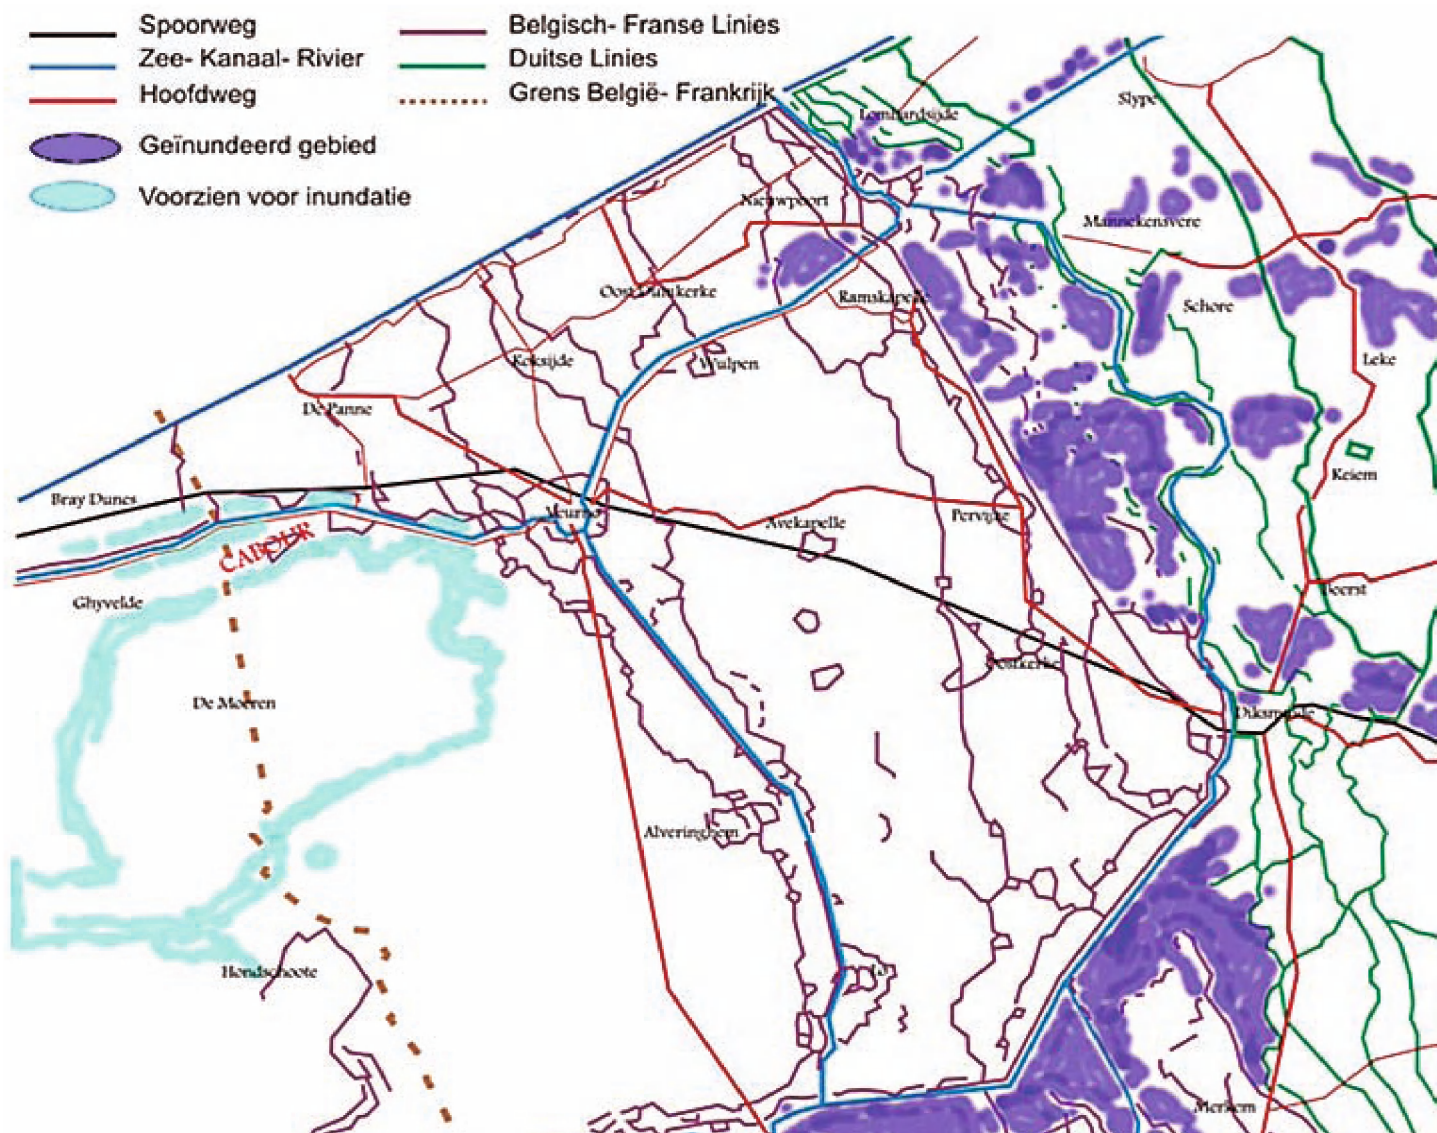 Spoorweg
Zee- Kanaal- Rivier
Hoofdweg
Belgisch- Franse Linies
Duitse Linies
Grens België- Frankrijk
Geïnundeerd gebied
Voorzien voor inundatie
Slype
Lombardsijde
Nieuwpoort
Mannekensvere
Oost Duinkerke
Ramskapelle
Schore
Koksijde
Wulpen
Leke
De Panne
Keiem
Bray Dunes
Veurne
Avekapelle
Pervijze
CABOUR
Ghyvelde
Beerst
Oostkerke
De Moeren
Diksmuide
Alveringhem
Hondschoote
Lo
Merkem